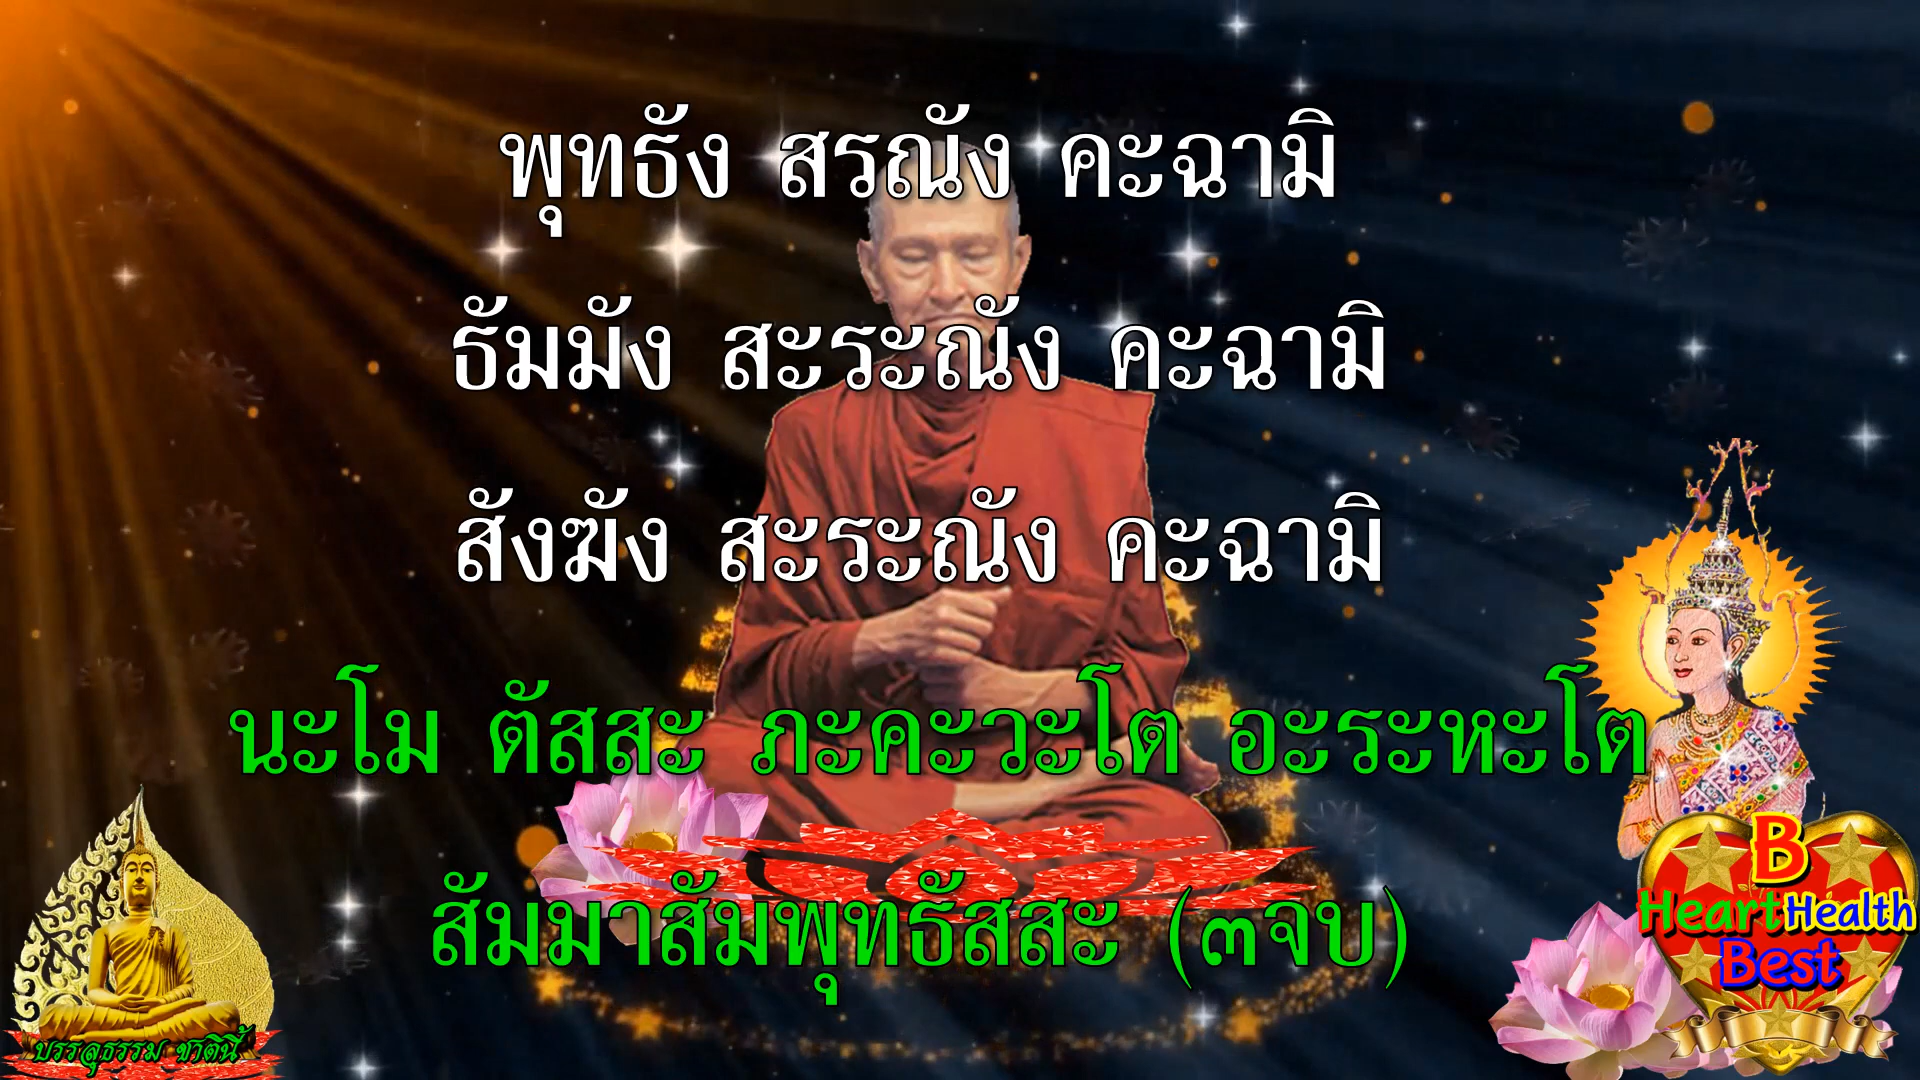 พุทธัง สรณัง คะฉามิ
ธัมมัง สะระณัง คะฉามิ
สังฆัง สะระณัง คะฉามิ
นะโม ตัสสะ ภะคะวะโต อะระหะโต
สัมมาสัมพุทธัสสะ (๓จบ)
บรรลุธรรม ชาตินี้
B
Heart Health
Best